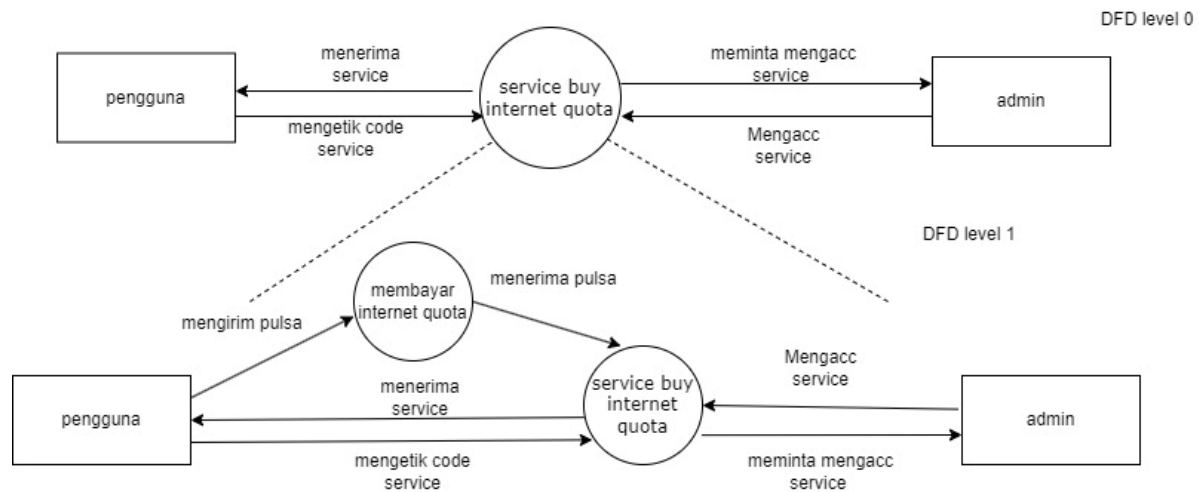 DFD level 0
menerima
service
meminta mengacc
service
pengguna
service buy
internet quota
admin
mengetik code
service
Mengacc
service
DFD level 1
membayar
internet quota
menerima pulsa
mengirim pulsa
Mengacc
service
menerima
service
service buy
internet
quota
pengguna
admin
mengetik code
service
meminta mengacc
service